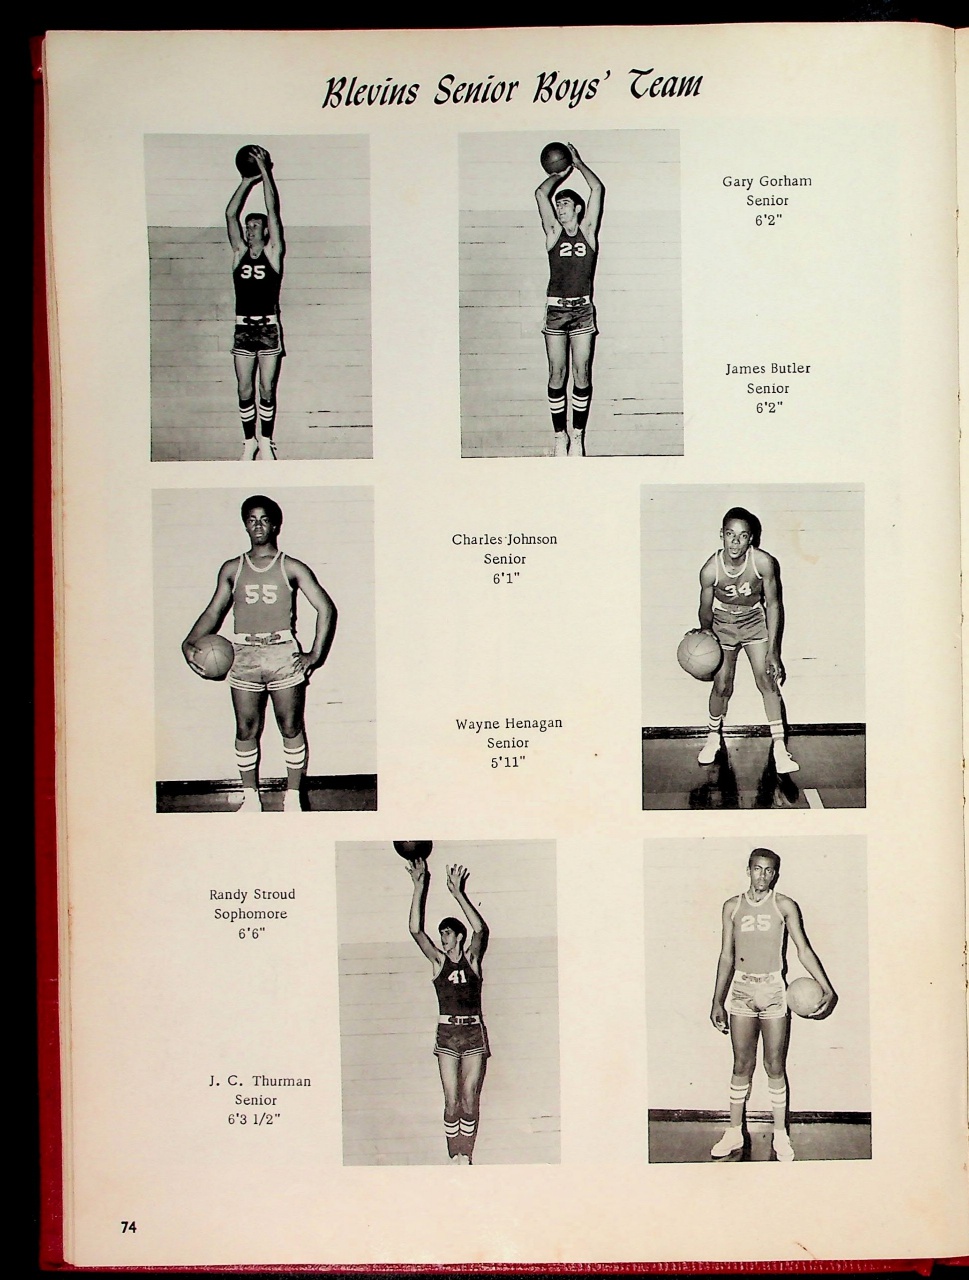 Blevins Senior Boys' Team
35
23
Gary Gorham
Senior
6'2"
James Butler
Senior
6'2"
55
Charles Johnson
Senior
6'1"
34
Wayne Henagan
Senior
5'11"
Randy Stroud
Sophomore
6'6"
41
25
J. C. Thurman
Senior
6'3 1/2"
74